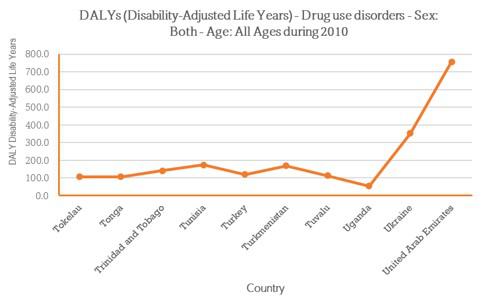 DALYs (Disability-Adjusted Life Years) - Drug use disorders - Sex:
Both - Age: All Ages during 2010
DALY Disability-Adjusted Life Years
800.0
700.0
600.0
500.0
400.0
300.0
200.0
100.0
0.0
Tokelau
Tonga
Trinidad and Tobago
Tunisia
Turkey
Turkmenistan
Tuvalu
Uganda
Ukraine
United Arab Emirates
Country